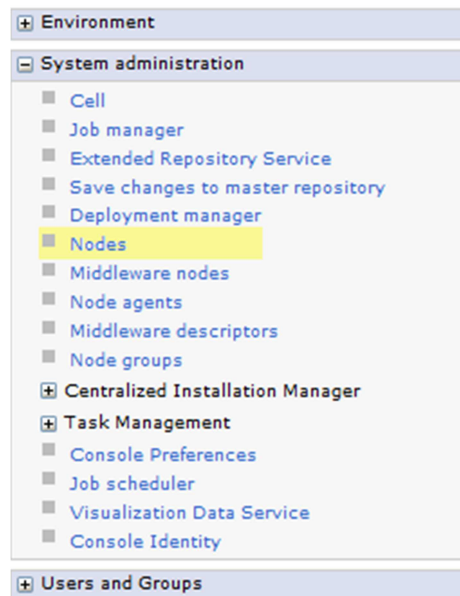 Environment
System administration
Cell
Job manager
Extended Repository Service
Save changes to master repository
Deployment manager
Nodes
Middleware nodes
Node agents
Middleware descriptors
Node groups
Centralized Installation Manager
Task Management
Console Preferences
Job scheduler
Visualization Data Service
Console Identity
Users and Groups